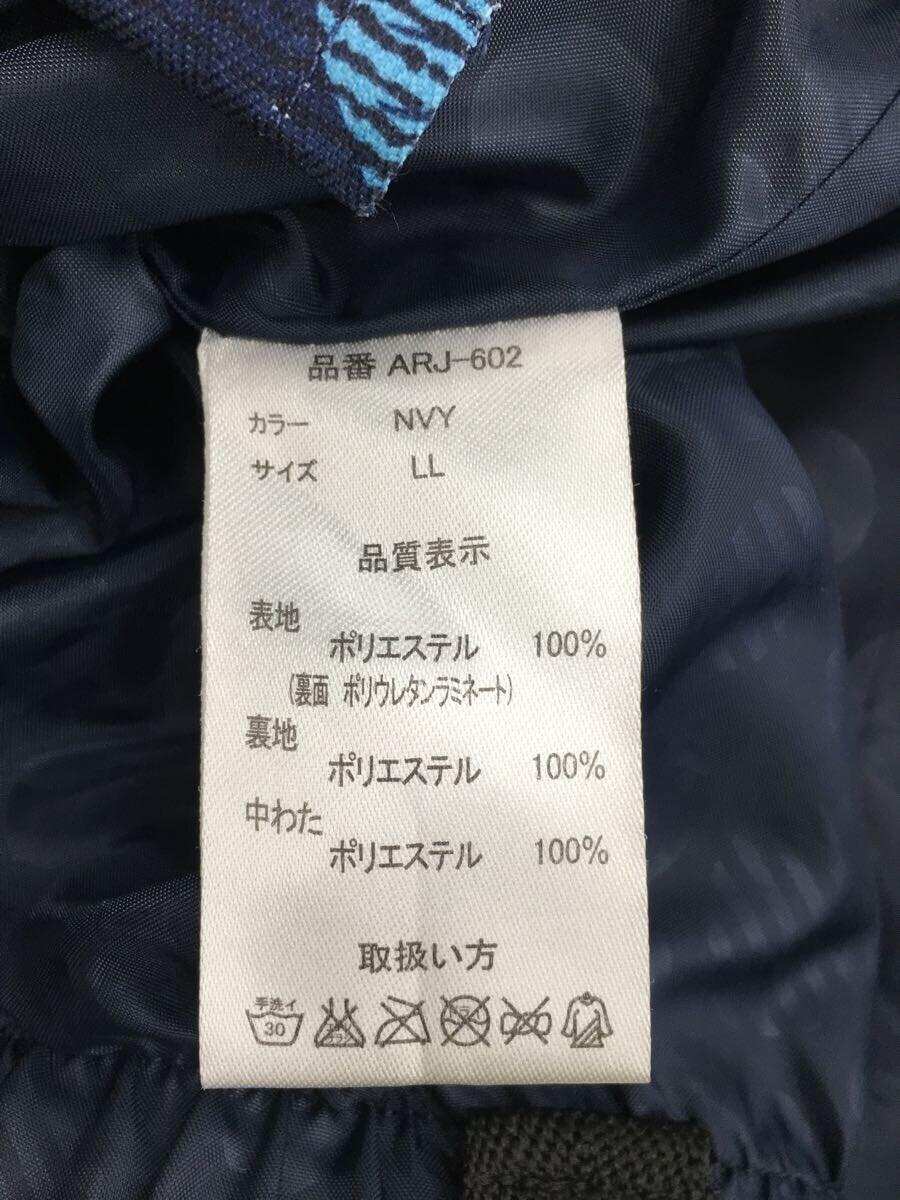 品番 ARJ-602
カラー NVY
サイズ LL
品質表示
表地
ポリエステル 100%
(裏面 ポリウレタンラミネート)
裏地
ポリエステル 100%
中わた
ポリエステル 100%
取扱い方
手洗イ
30